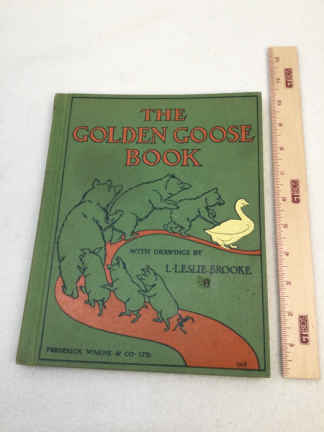 THE
GOLDEN GOOSE
BOOK
WITH DRAWINGS BY
L·LESLIE·BROOKE
FREDERICK WARNE & CO· LTD·